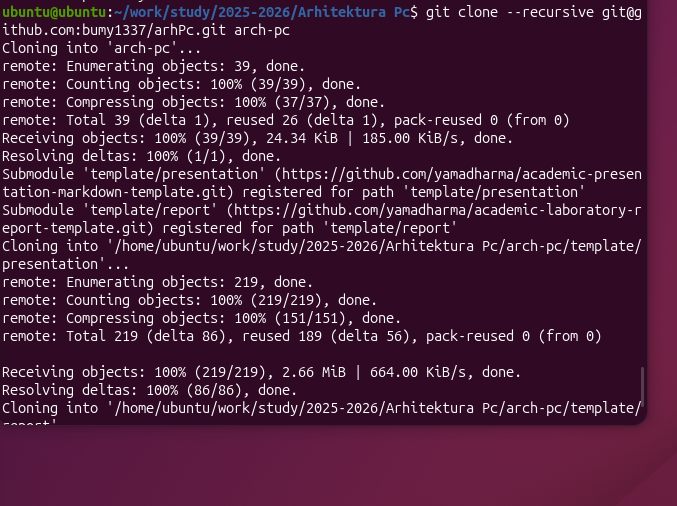 ubuntu@ubuntu:~/work/study/2025-2026/Arhitektura Pc$ git clone --recursive git@g
ithub.com:bumy1337/arhPc.git arch-pc
Cloning into 'arch-pc'...
remote: Enumerating objects: 39, done.
remote: Counting objects: 100% (39/39), done.
remote: Compressing objects: 100% (37/37), done.
remote: Total 39 (delta 1), reused 26 (delta 1), pack-reused 0 (from 0)
Receiving objects: 100% (39/39), 24.34 KiB | 185.00 KiB/s, done.
Resolving deltas: 100% (1/1), done.
Submodule 'template/presentation' (https://github.com/yamadharma/academic-presen
tation-markdown-template.git) registered for path 'template/presentation'
Submodule 'template/report' (https://github.com/yamadharma/academic-laboratory-r
eport-template.git) registered for path 'template/report'
Cloning into '/home/ubuntu/work/study/2025-2026/Arhitektura Pc/arch-pc/template/
presentation'...
remote: Enumerating objects: 219, done.
remote: Counting objects: 100% (219/219), done.
remote: Compressing objects: 100% (151/151), done.
remote: Total 219 (delta 86), reused 189 (delta 56), pack-reused 0 (from 0)
Receiving objects: 100% (219/219), 2.66 MiB | 664.00 KiB/s, done.
Resolving deltas: 100% (86/86), done.
Cloning into '/home/ubuntu/work/study/2025-2026/Arhitektura Pc/arch-pc/template/
report'